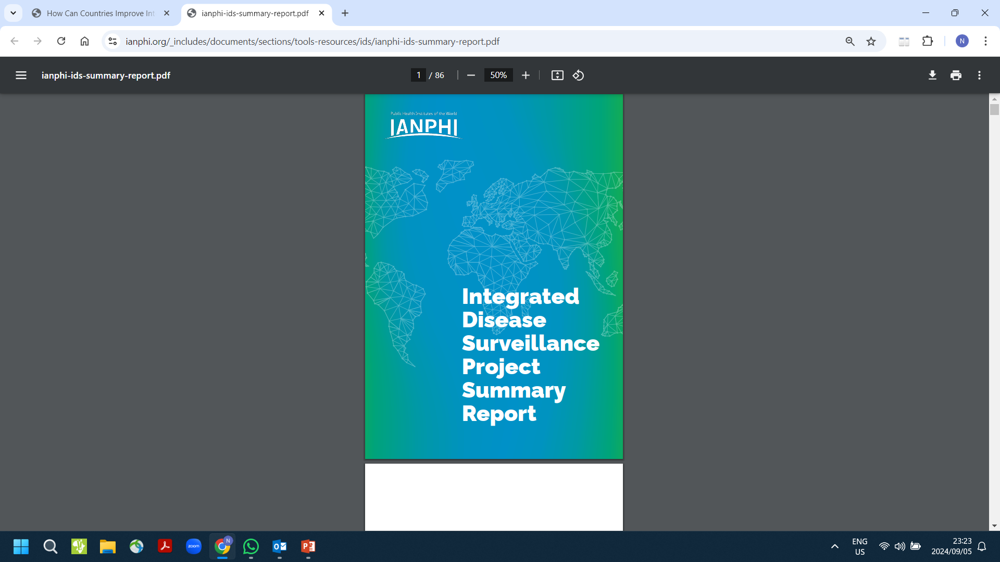 How Can Countries Improve Int
ianphi-ids-summary-report.pdf
ianphi.org/_includes/documents/sections/tools-resources/ids/ianphi-ids-summary-report.pdf
N
ianphi-ids-summary-report.pdf
1 / 86
50%
Public Health Institutes of the World
IANPHI
Integrated
Disease
Surveillance
Project
Summary
Report
zoom
N
ENG
US
23:23
2024/09/05